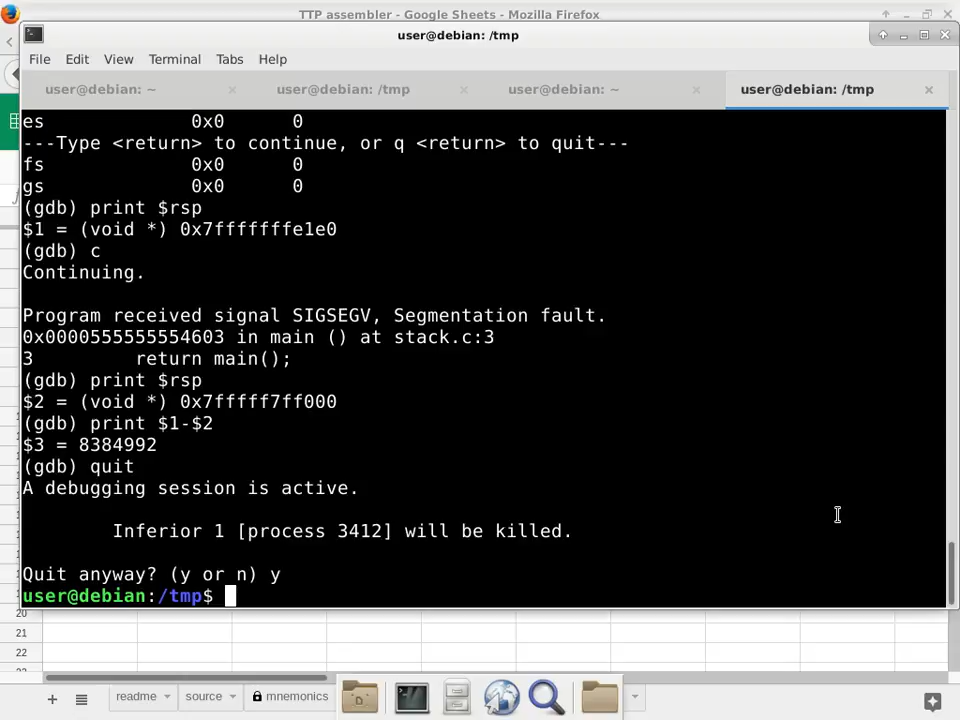 TTP assembler - Google Sheets - Mozilla Firefox
user@debian: /tmp
File Edit View Terminal Tabs Help
user@debian: ~ user@debian: /tmp user@debian: ~ user@debian: /tmp
es 0x0 0
---Type <return> to continue, or q <return> to quit---
fs 0x0 0
gs 0x0 0
(gdb) print $rsp
$1 = (void *) 0x7fffffffe1e0
(gdb) c
Continuing.
Program received signal SIGSEGV, Segmentation fault.
0x0000555555554603 in main () at stack.c:3
3 return main();
(gdb) print $rsp
$2 = (void *) 0x7fffff7ff000
(gdb) print $1-$2
$3 = 8384992
(gdb) quit
A debugging session is active.
Inferior 1 [process 3412] will be killed.
Quit anyway? (y or n) y
user@debian:/tmp$
20
21
22
readme source mnemonics